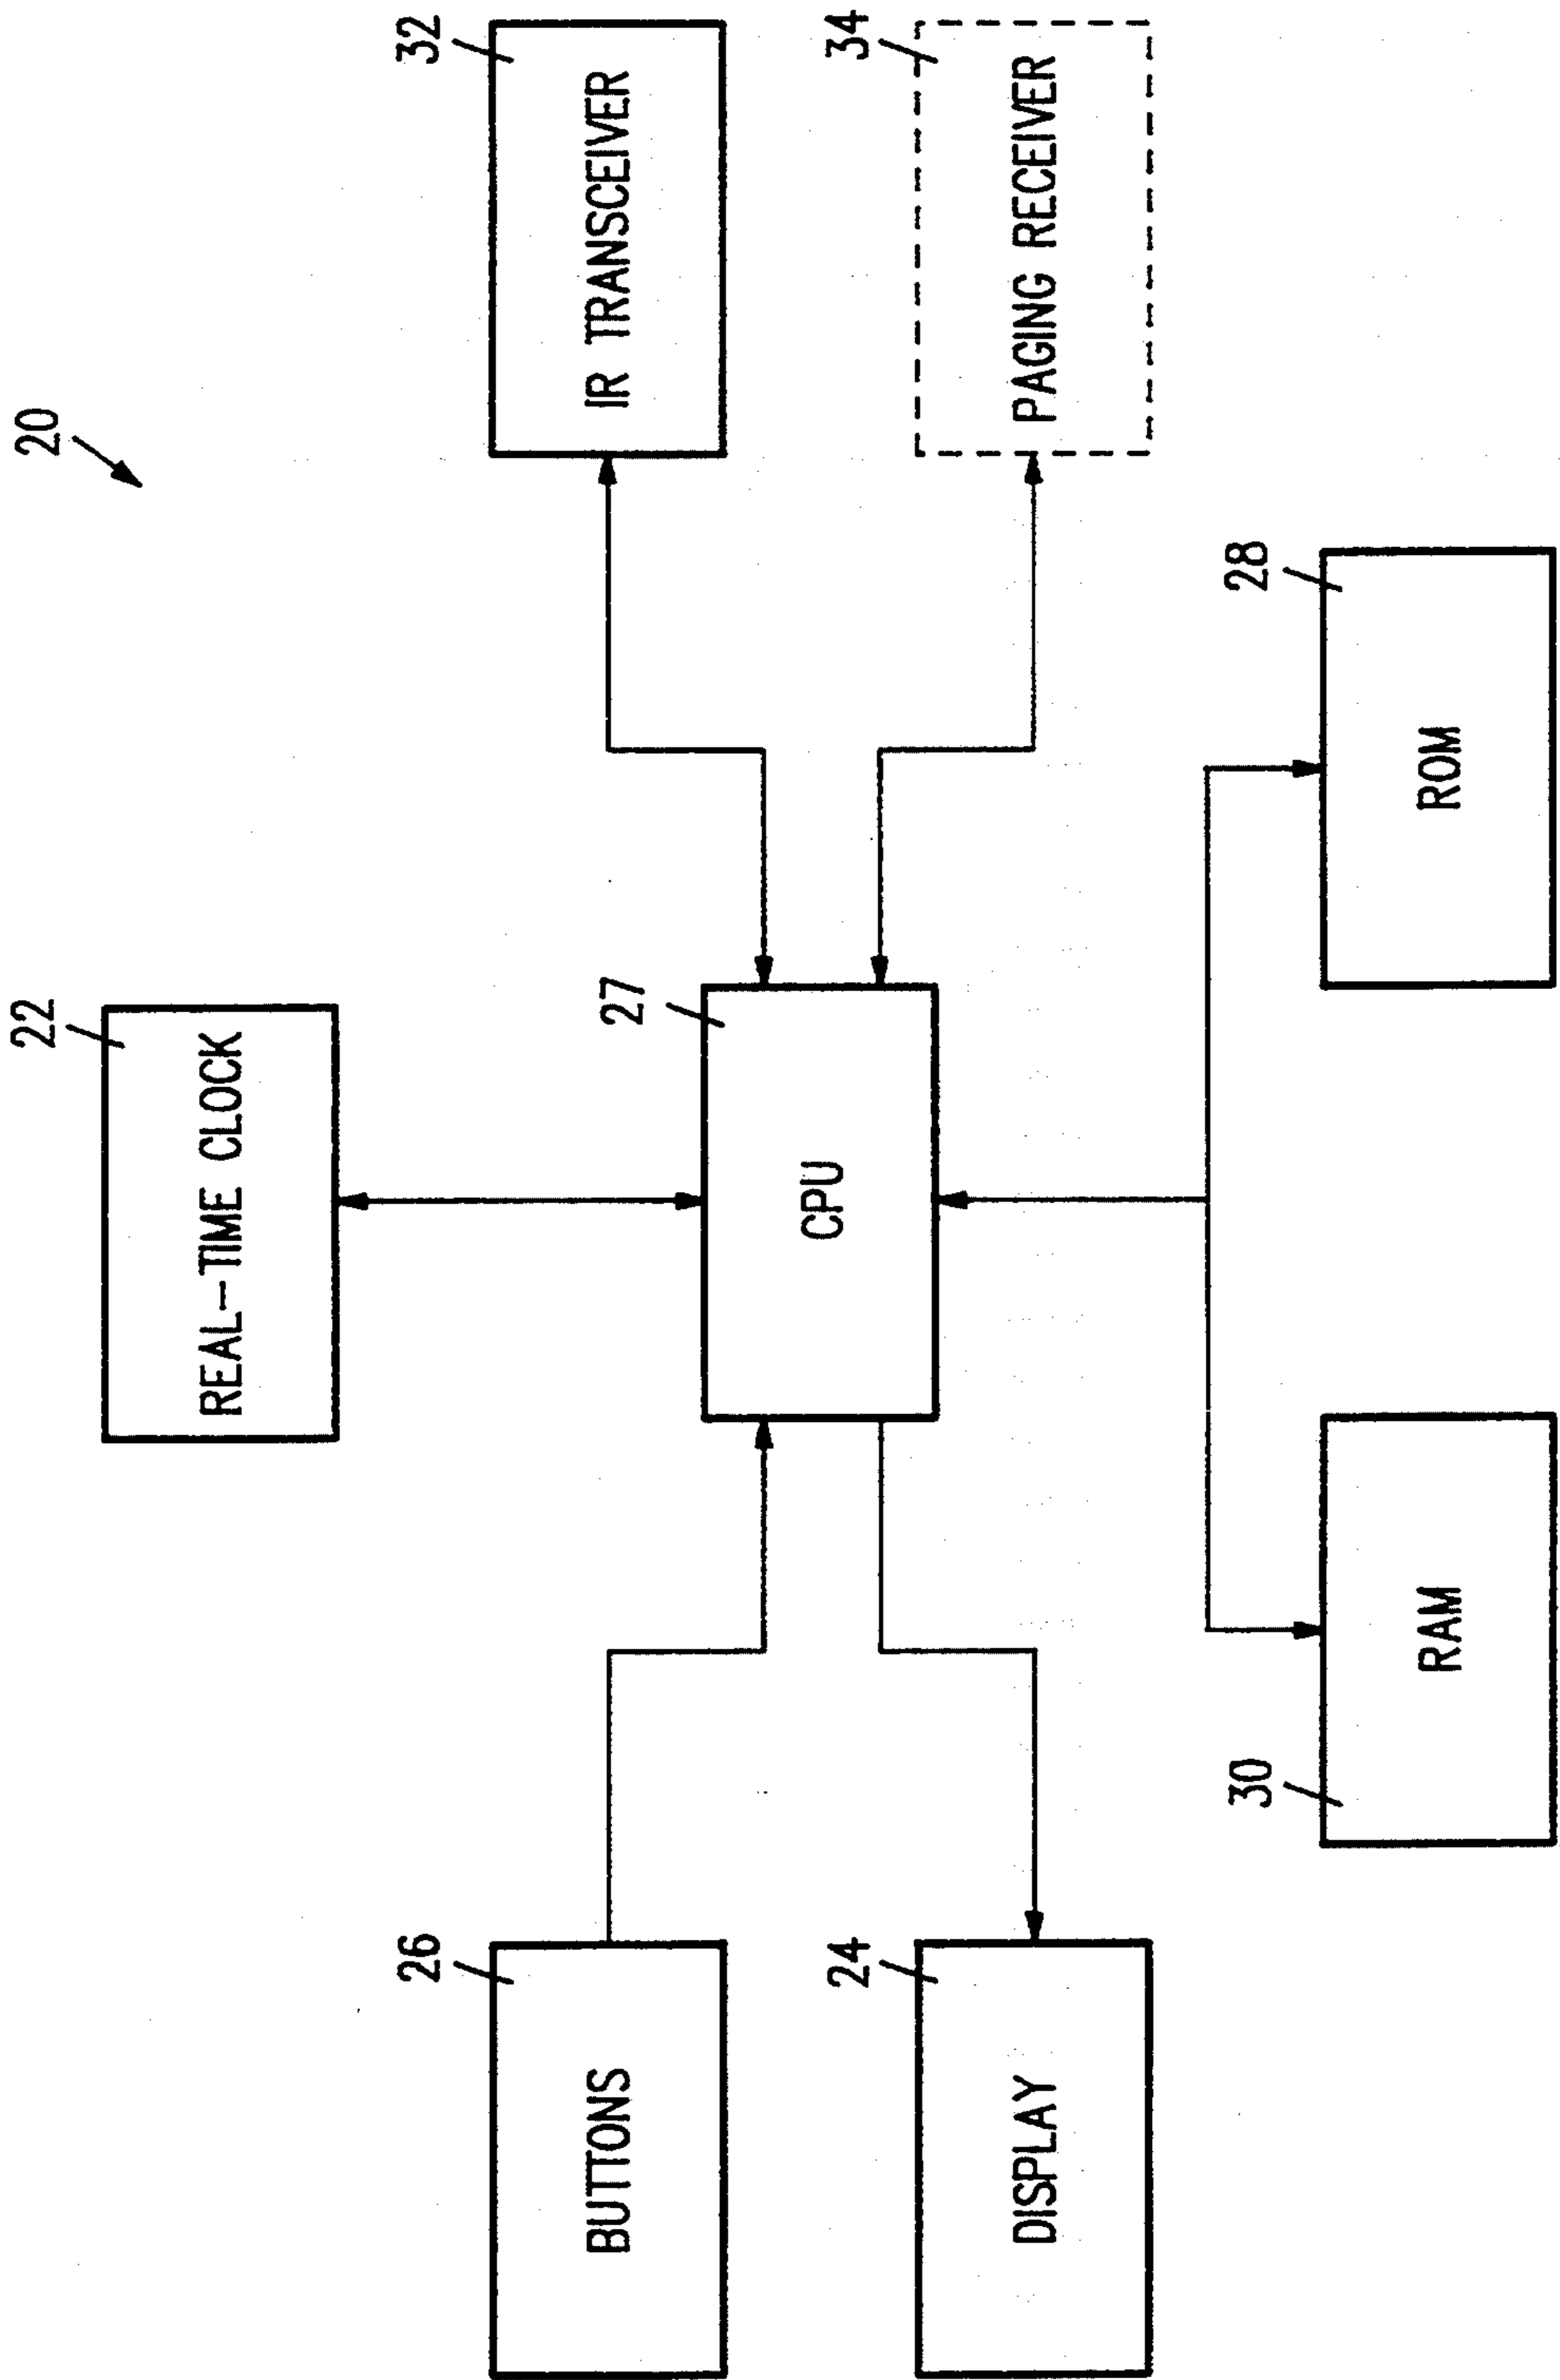 20
22
REAL-TIME CLOCK
26
BUTTONS
27
CPU
32
IR TRANSCEIVER
24
DISPLAY
34
PAGING RECEIVER
30
RAM
28
ROM